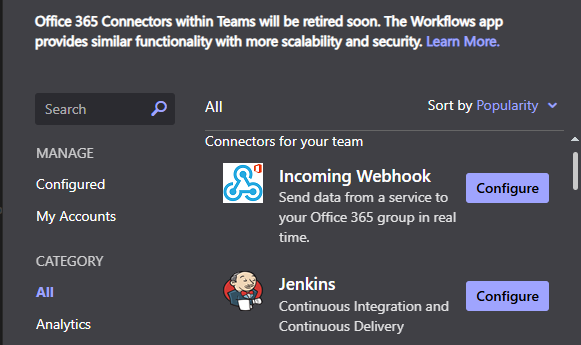 Office 365 Connectors within Teams will be retired soon. The Workflows app
provides similar functionality with more scalability and security. Learn More.
Search
All
Sort by Popularity
MANAGE
Configured
My Accounts
CATEGORY
All
Analytics
Connectors for your team
Incoming Webhook
Send data from a service to
your Office 365 group in real
time.
Configure
Jenkins
Continuous Integration and
Continuous Delivery
Configure